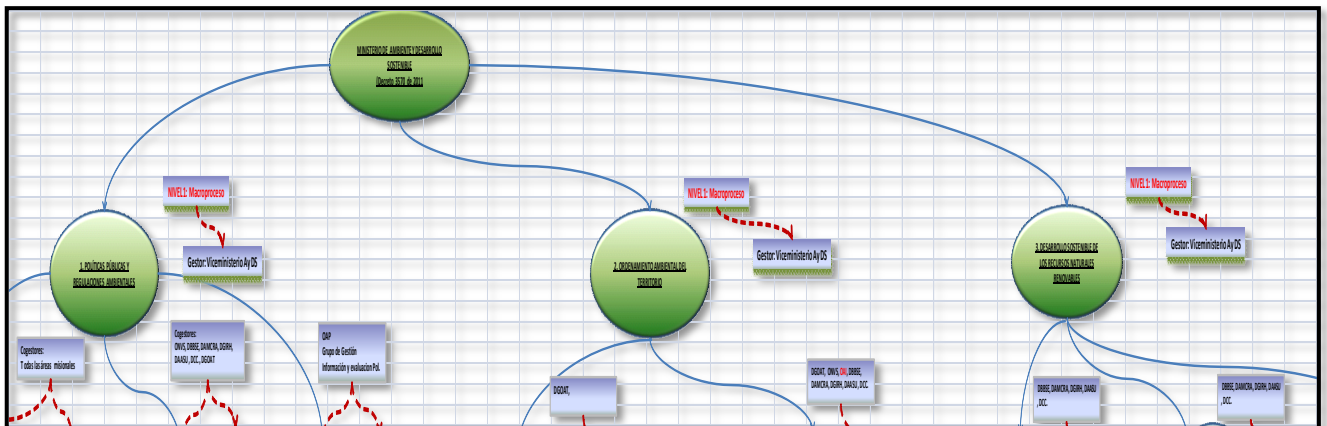 MINISTERIO DE AMBIENTE Y DESARROLLO
SOSTENIBLE
(Decreto 3570 de 2011
NIVEL 1: Macroproceso
Gestor: Viceministerio Ay DS
1. POLÍTICAS PÚBLICAS Y
REGULACIONES AMBIENTALES
NIVEL 1: Macroproceso
Gestor: Viceministerio Ay DS
2. ORDENAMIENTO AMBIENTAL DEL
TERRITORIO
NIVEL 1: Macroproceso
Gestor: Viceministerio Ay DS
3. DESARROLLO SOSTENIBLE DE
LOS RECURSOS NATURALES
RENOVABLES
Cogestores:
Todas las áreas misionales
Cogestores:
ONVS, DBBSE, DAMCRA, DGIRH,
DAASU, DCC, DGOAT
OAP
Grupo de Gestión
Información y evaluacion Pol.
DGOAT,
DGOAT, ONVS, OAJ, DBBSE,
DAMCRA, DGIRH, DAASU, DCC
DBBSE, DAMCRA, DGIRH, DAASU
, DCC.
DBBSE, DAMCRA, DGIRH, DAASU
, DCC.